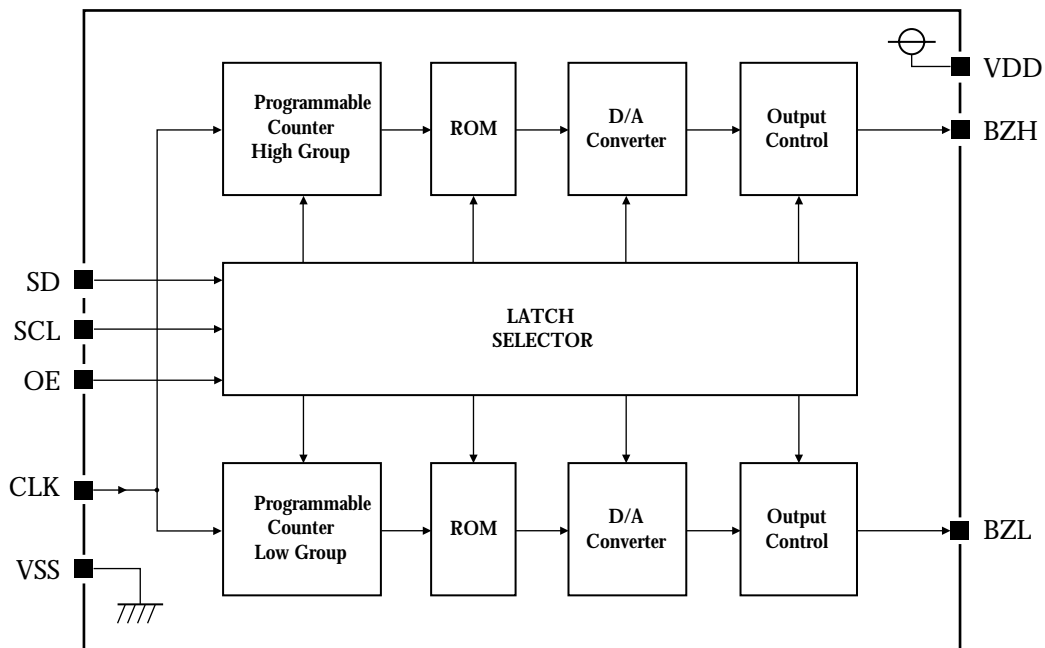 VDD
Programmable
Counter
High Group
ROM
D/A
Converter
Output
Control
BZH
SD
SCL
OE
LATCH
SELECTOR
CLK
Programmable
Counter
Low Group
ROM
D/A
Converter
Output
Control
BZL
VSS